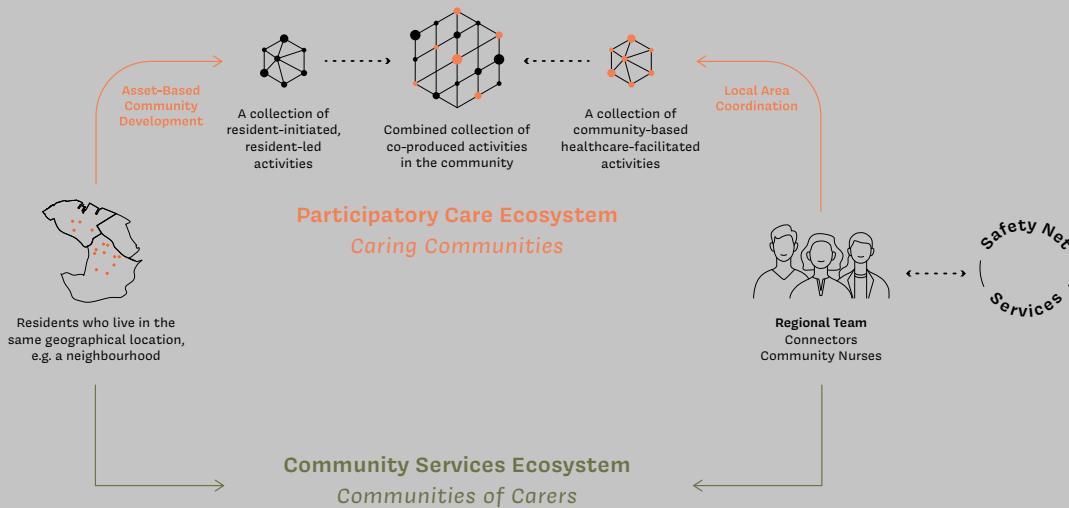 Asset-Based
Community
Development
A collection of
resident-initiated,
resident-led
activities
Combined collection of
co-produced activities
in the community
A collection of
community-based
healthcare-facilitated
activities
Local Area
Coordination
Participatory Care Ecosystem
Caring Communities
Residents who live in the
same geographical location,
e.g. a neighbourhood
Regional Team
Connectors
Community Nurses
Safety Net
Services
Community Services Ecosystem
Communities of Carers